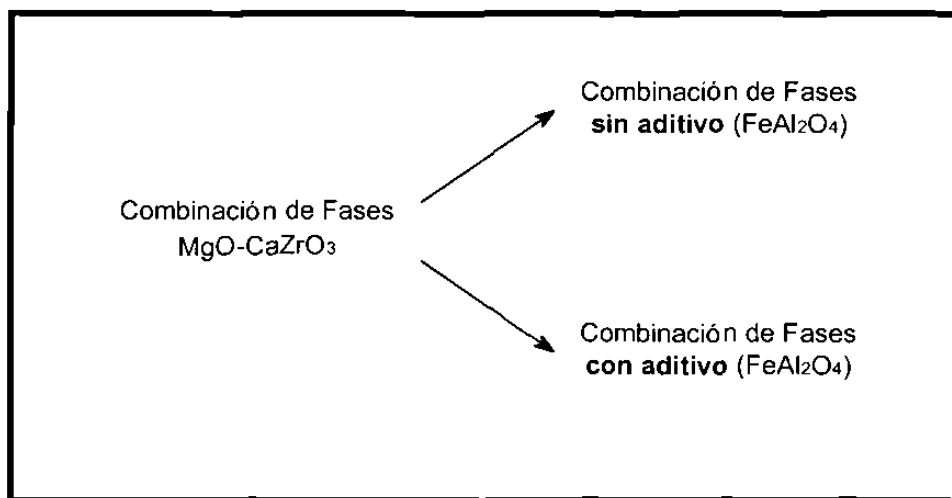 Combinación de Fases
sin aditivo (FeAl₂O₄)
Combinación de Fases
MgO-CaZrO₃
Combinación de Fases
con aditivo (FeAl₂O₄)